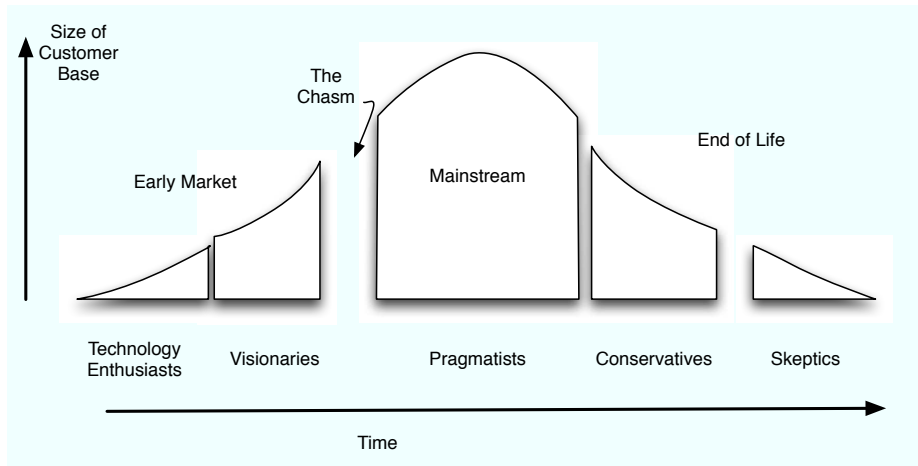 Size of
Customer
Base
The
Chasm
End of Life
Early Market
Mainstream
Technology
Enthusiasts
Visionaries
Pragmatists
Conservatives
Skeptics
Time